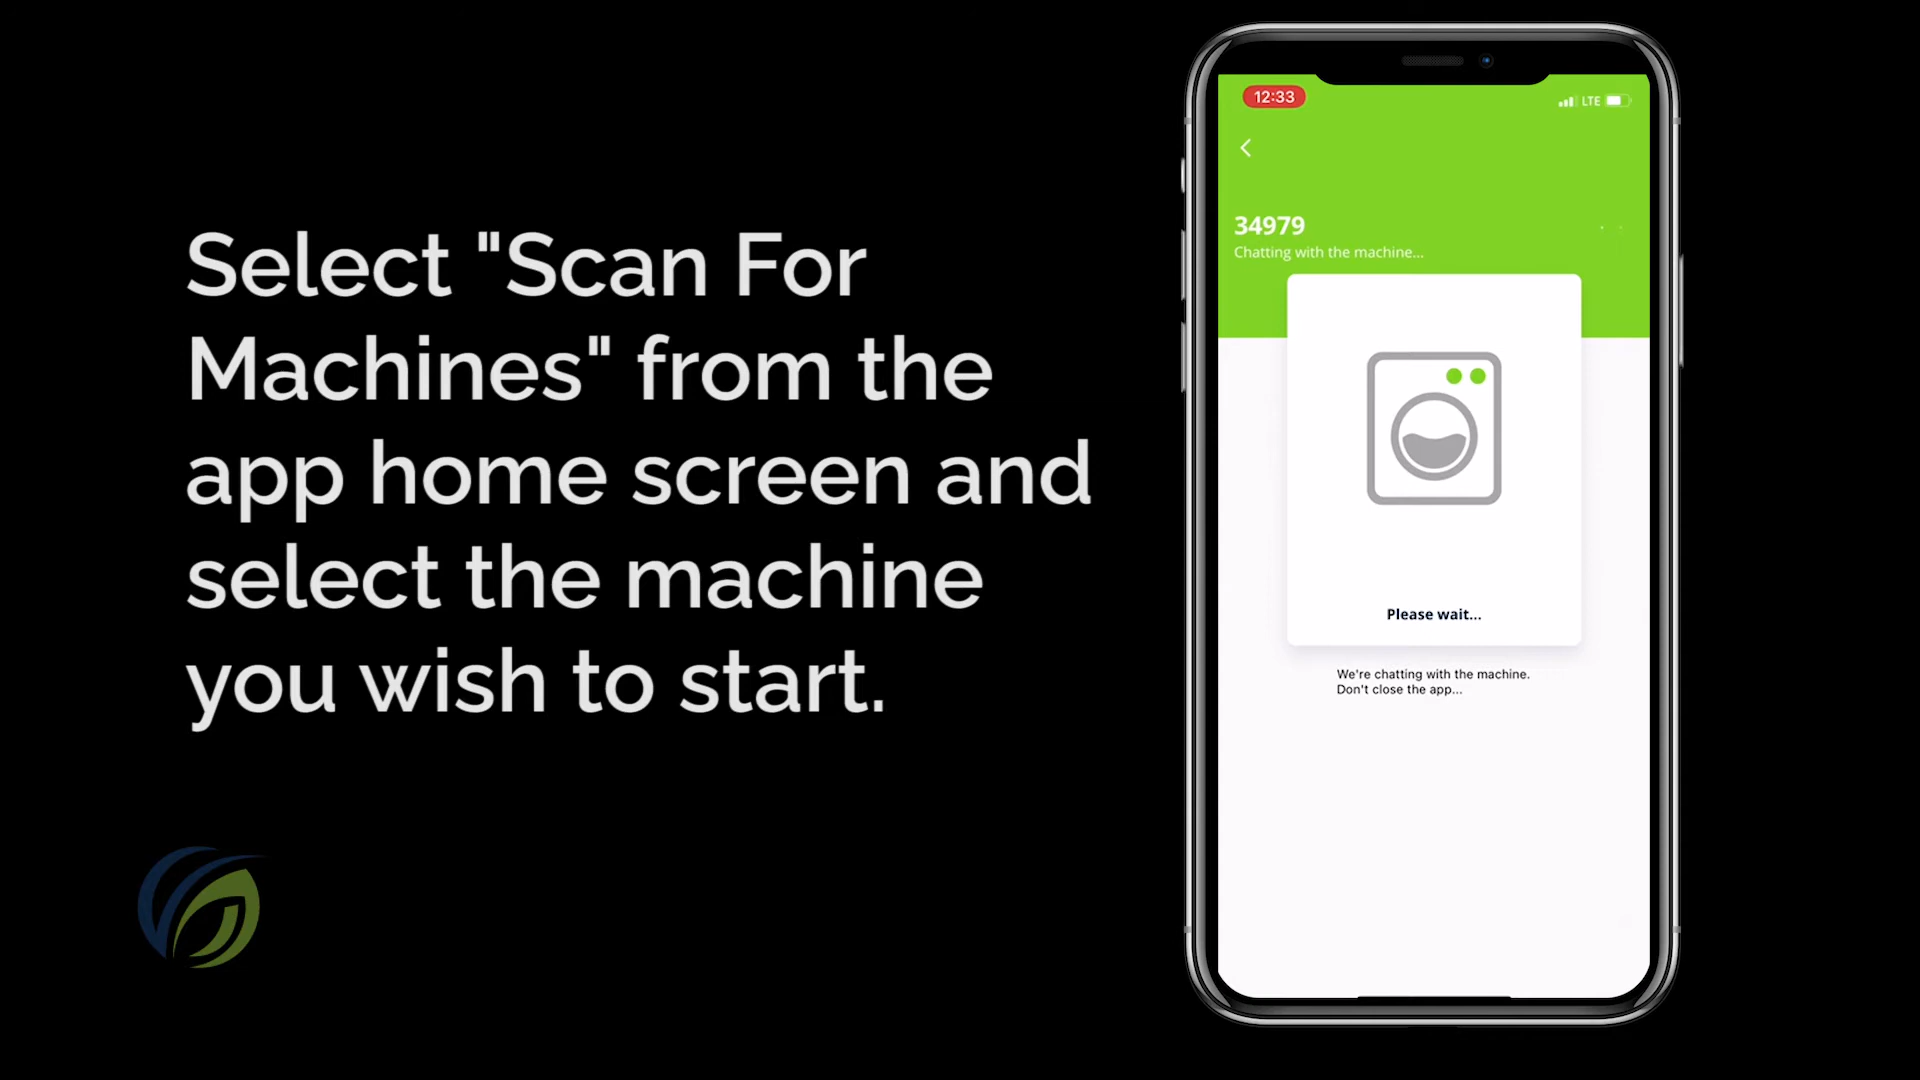 Select "Scan For
Machines" from the
app home screen and
select the machine
you wish to start.
12:33
LTE
34979
Chatting with the machine...
Please wait...
We're chatting with the machine.
Don't close the app...